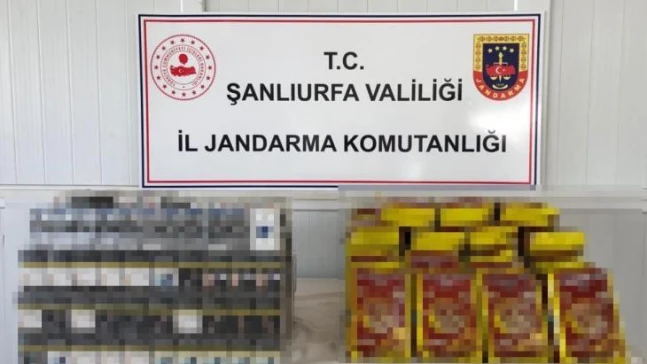 T.C.
ŞANLIURFA VALİLİĞİ
İL JANDARMA KOMUTANLIĞI
JANDARMA